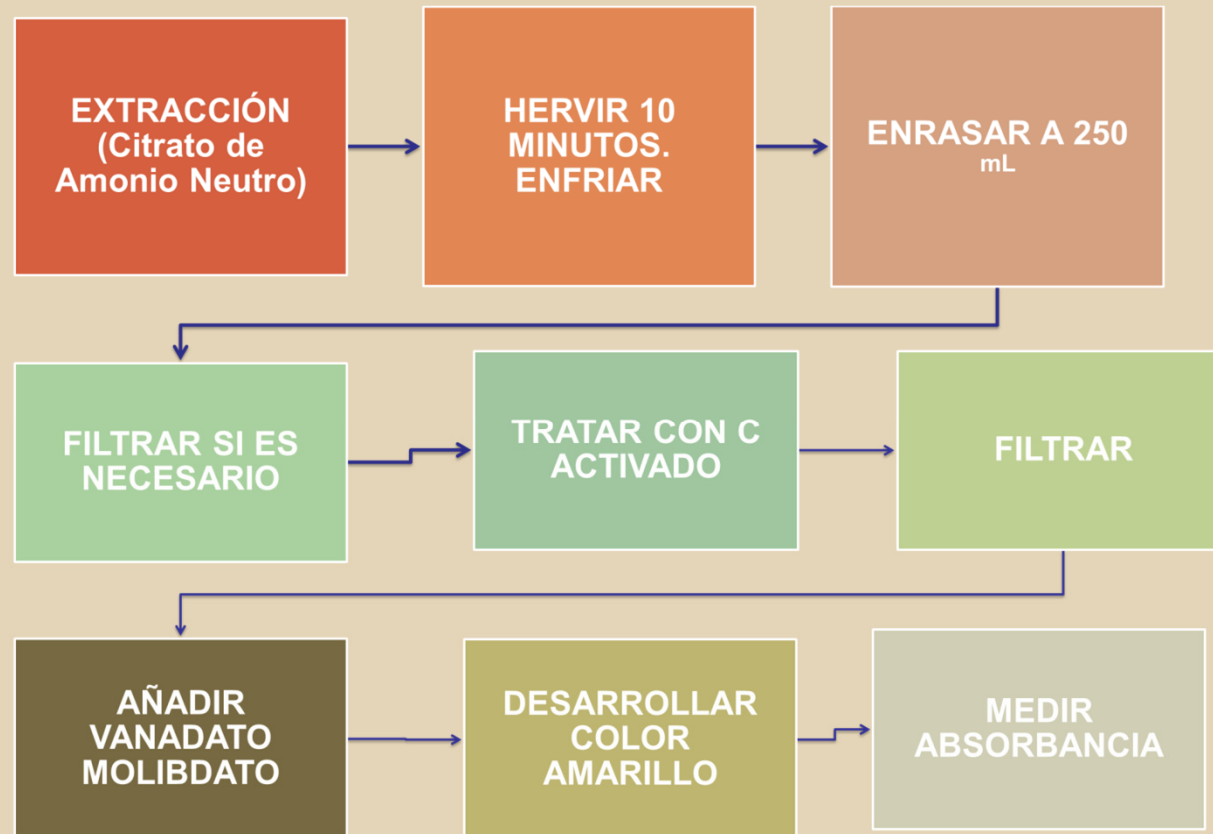 EXTRACCIÓN
(Citrato de
Amonio Neutro)
HERVIR 10
MINUTOS.
ENFRIAR
ENRASAR A 250
mL
FILTRAR SI ES
NECESARIO
TRATAR CON C
ACTIVADO
FILTRAR
AÑADIR
VANADATO
MOLIBDATO
DESARROLLAR
COLOR
AMARILLO
MEDIR
ABSORBANCIA